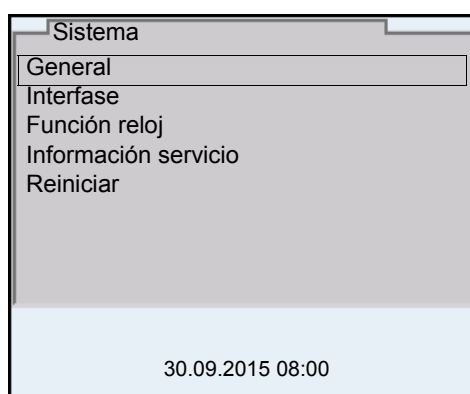 Sistema
General
Interfase
Función reloj
Información servicio
Reiniciar
30.09.2015 08:00